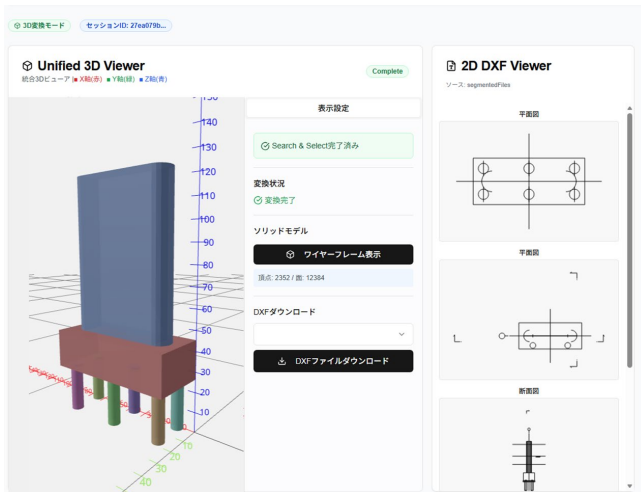 3D変換モード
セッションID: 27ea079b...
Unified 3D Viewer
統合3Dビューア |■ X軸(赤) ■ Y軸(緑) ■ Z軸(青)
Complete
140
130
120
110
100
90
80
70
60
50
40
30
20
10
10
20
30
40
表示設定
Search & Select完了済み
変換状況
変換完了
ソリッドモデル
ワイヤーフレーム表示
頂点: 2352 / 面: 12384
DXFダウンロード
DXFファイルダウンロード
2D DXF Viewer
ソース: segmentedFiles
平面図
平面図
断面図